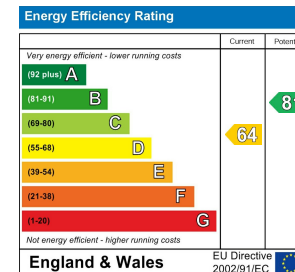 Energy Efficiency Rating
Current
Very energy efficient - lower running costs
(92 plus) A
(81-91) B
(69-80) C
(55-68) D
64
(39-54) E
(21-38) F
(1-20) G
Not energy efficient - higher running costs
England & Wales
EU Directive
2002/91/EC